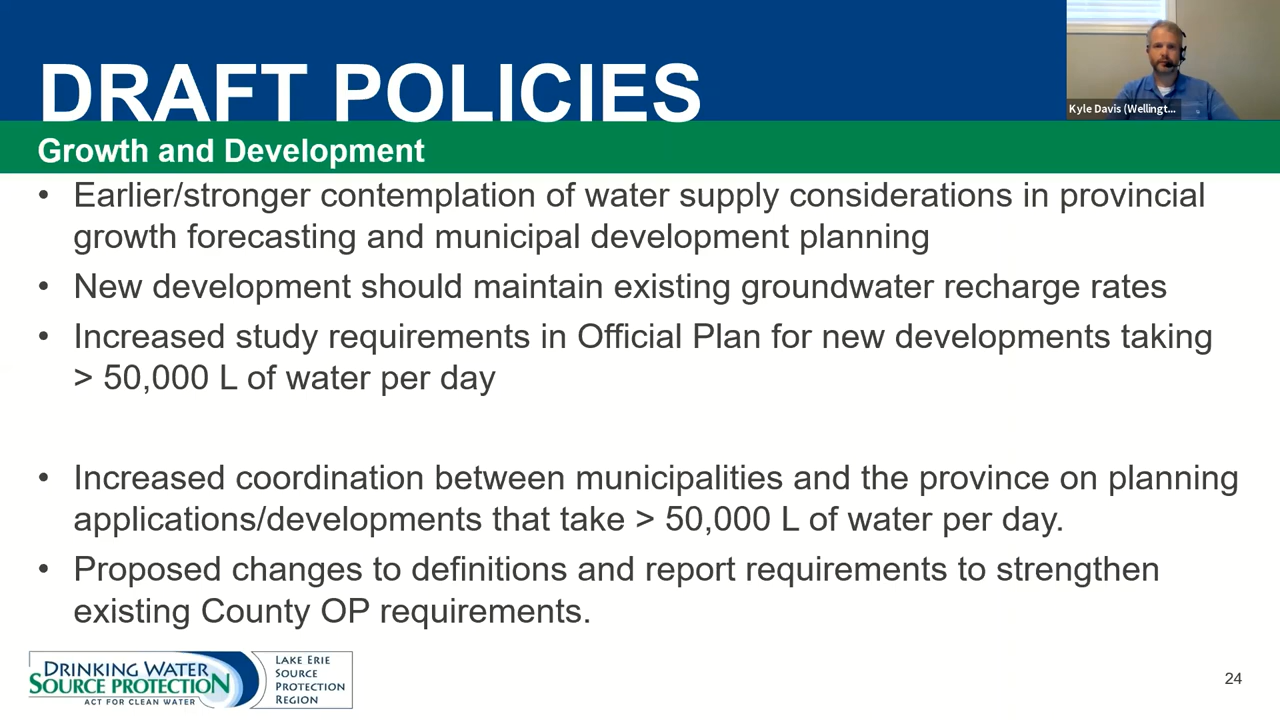 DRAFT POLICIES
Kyle Davis (Wellingt...
Growth and Development
• Earlier/stronger contemplation of water supply considerations in provincial
growth forecasting and municipal development planning
• New development should maintain existing groundwater recharge rates
• Increased study requirements in Official Plan for new developments taking
> 50,000 L of water per day
• Increased coordination between municipalities and the province on planning
applications/developments that take > 50,000 L of water per day.
• Proposed changes to definitions and report requirements to strengthen
existing County OP requirements.
DRINKING WATER
SOURCE PROTECTION
ACT FOR CLEAN WATER
LAKE ERIE
SOURCE
PROTECTION
REGION
24